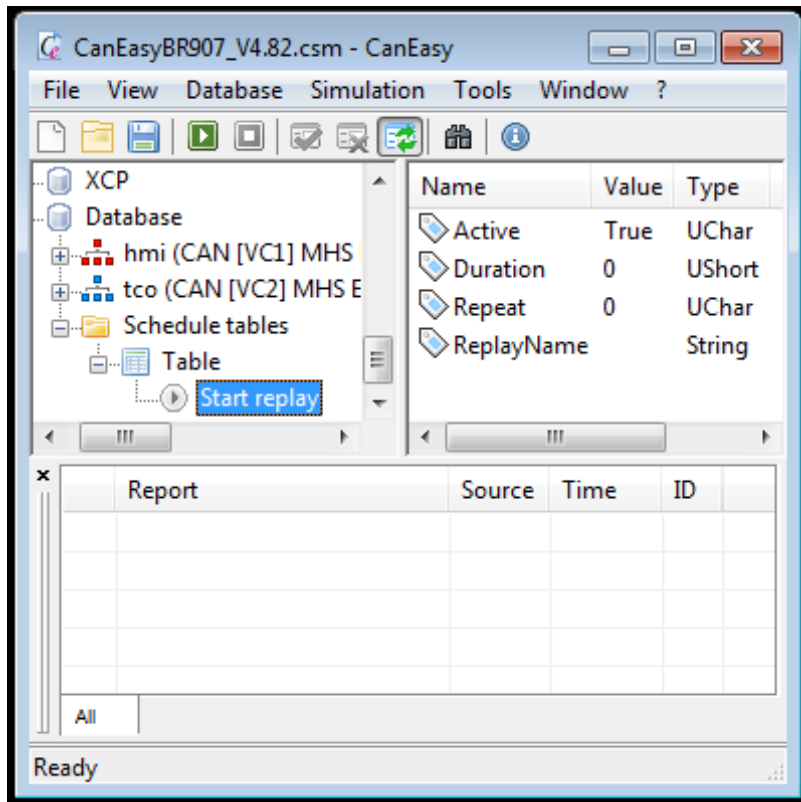 CanEasyBR907_V4.82.csm - CanEasy
File View Database Simulation Tools Window ?
XCP
Database
hmi (CAN [VC1] MHS
tco (CAN [VC2] MHS E
Schedule tables
Table
Start replay
Name Value Type
Active True UChar
Duration 0 UShort
Repeat 0 UChar
ReplayName String
Report Source Time ID
All
Ready